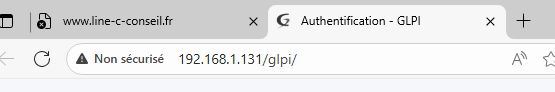 www.line-c-conseil.fr
Authentification - GLPI
Non sécurisé 192.168.1.131/glpi/